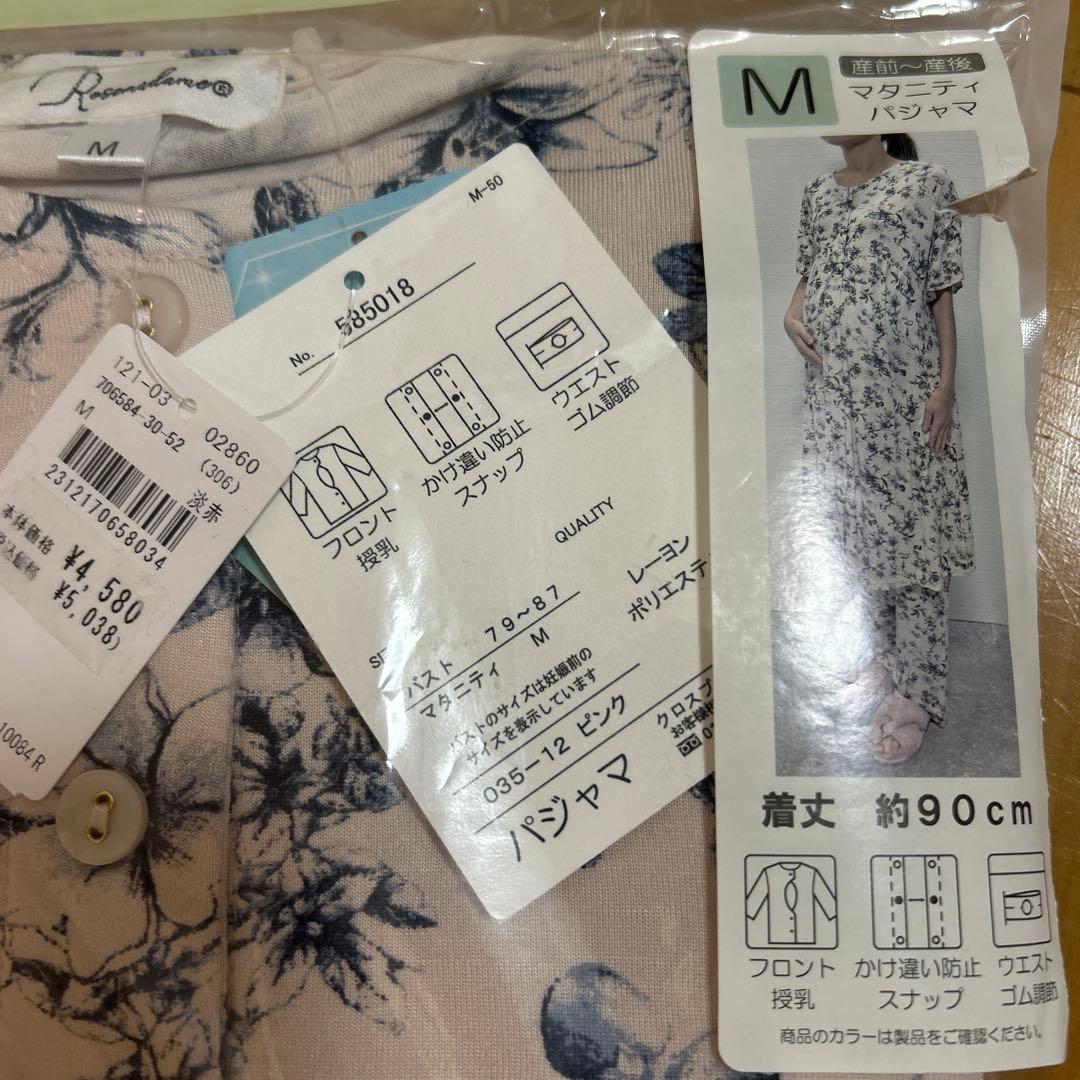 Rosemadame®
M
M-50
No. 585018
フロント
授乳
かけ違い防止
スナップ
ウエスト
ゴム調節
QUALITY
レーヨン
バスト 79~87
マタニティ M
バストのサイズは妊娠前の
サイズを表示しています
035-12 ピンク
パジャマ
121-03
706584-30-52
M
02860
(306)
淡赤
2312170658034
本体価格 ¥4,580
¥5,038)
10084R
M
産前~産後
マタニティ
パジャマ
着丈 約90cm
フロント
授乳
かけ違い防止
スナップ
ウエスト
ゴム調節
商品のカラーは製品をご確認ください。